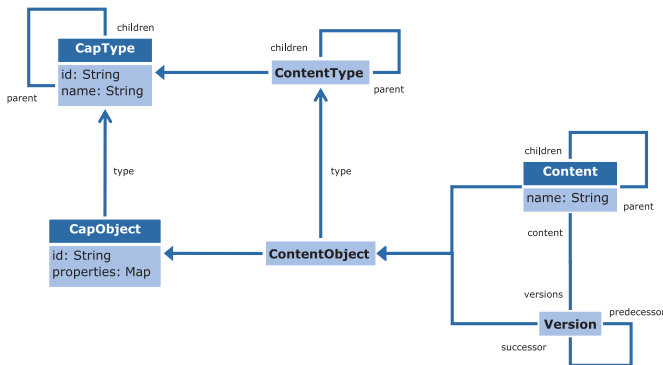 children
CapType
id: String
name: String
parent
children
ContentType
parent
type
type
children
Content
name: String
parent
CapObject
id: String
properties: Map
ContentObject
content
versions
predecessor
Version
successor